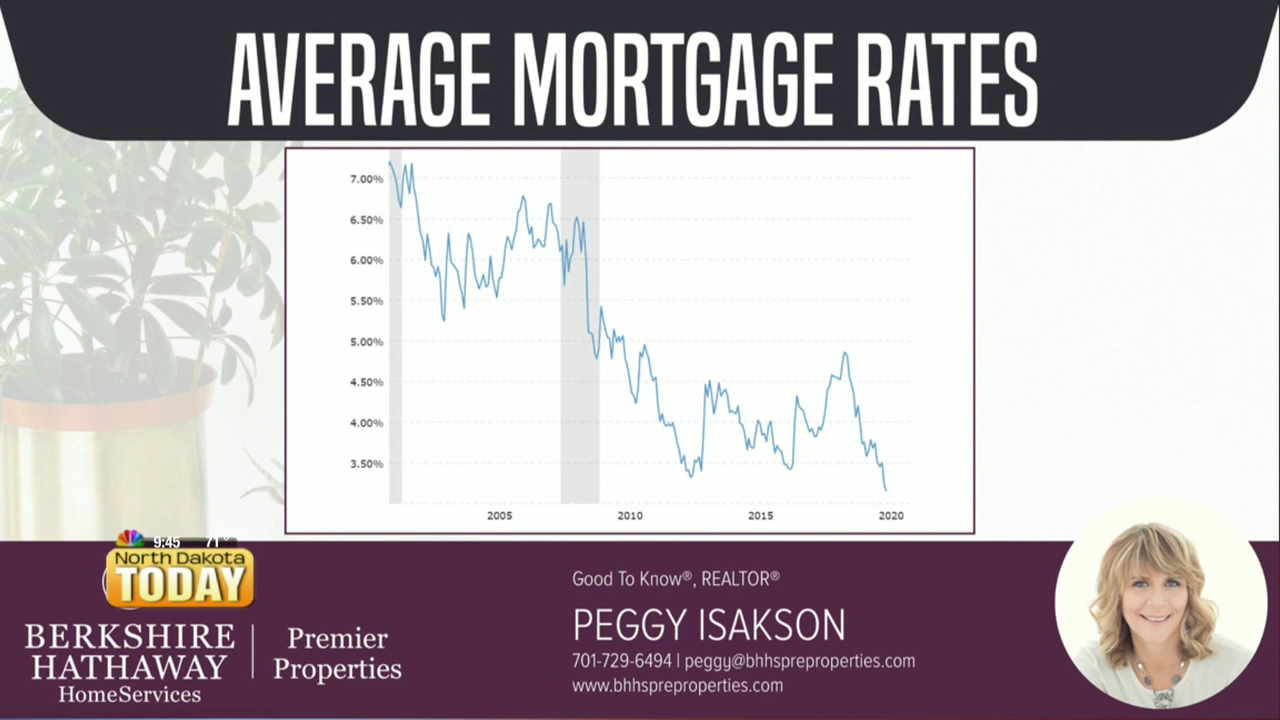 AVERAGE MORTGAGE RATES
7.00%
6.50%
6.00%
5.50%
5.00%
4.50%
4.00%
3.50%
2005 2010 2015 2020
9:45 71°
North Dakota
TODAY
BERKSHIRE
HATHAWAY
HomeServices
Premier
Properties
Good To Know®, REALTOR®
PEGGY ISAKSON
701-729-6494 | peggy@bhhspreproperties.com
www.bhhspreproperties.com